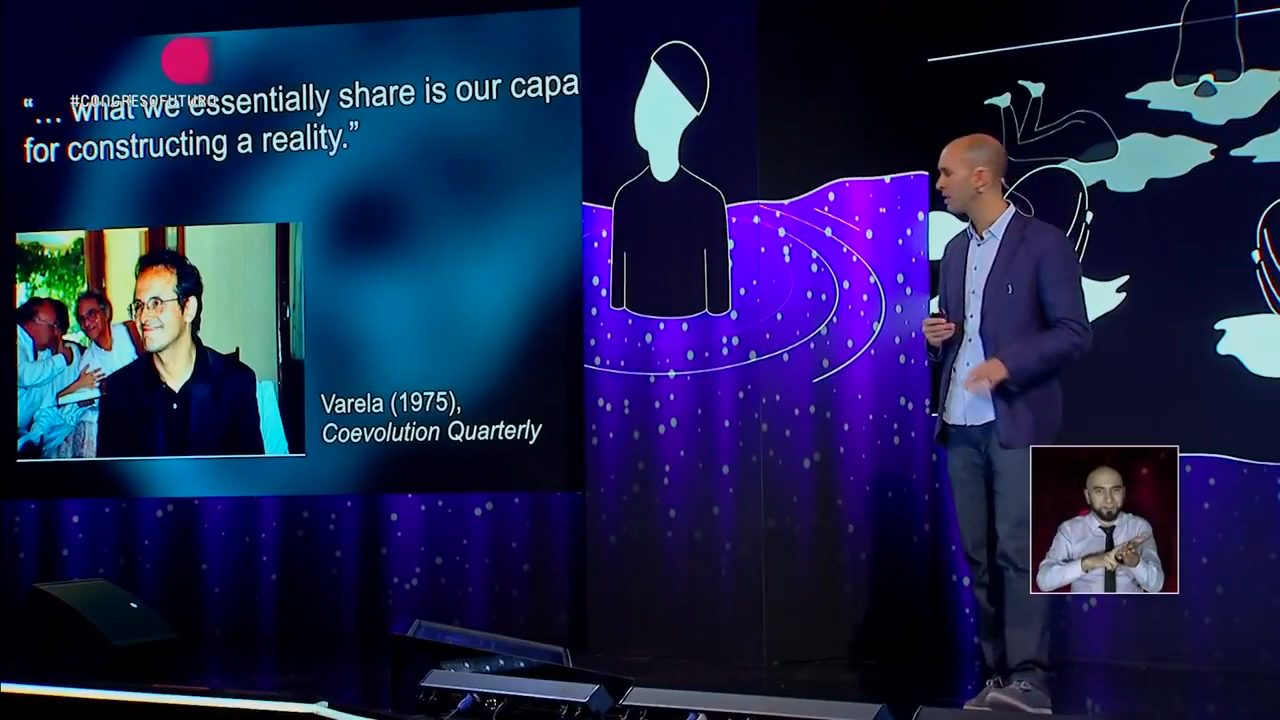 #CONGRESOFUTURO
“... what we essentially share is our capa
for constructing a reality.”
Varela (1975),
Coevolution Quarterly